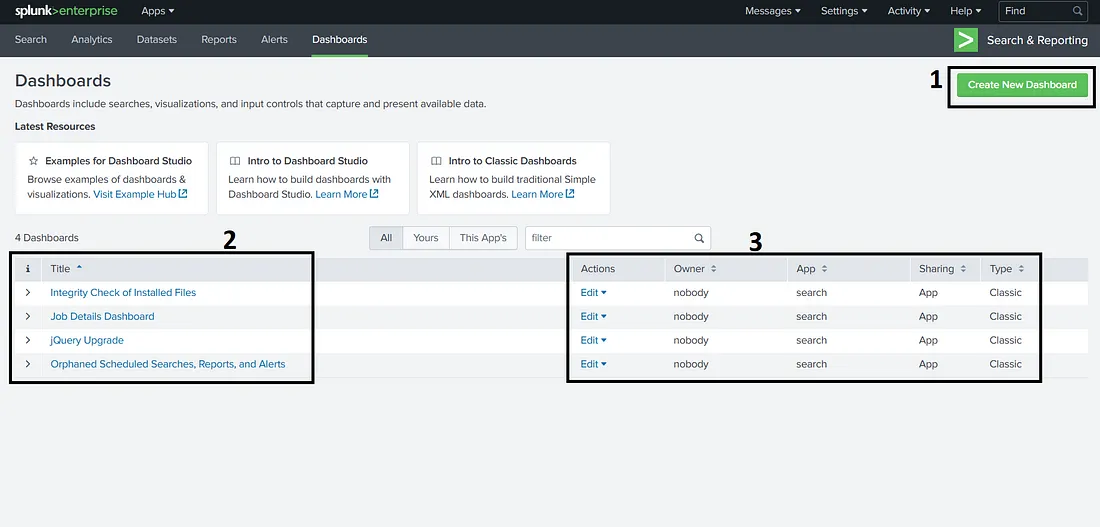 splunk>enterprise Apps Messages Settings Activity Help Find
Search Analytics Datasets Reports Alerts Dashboards Search & Reporting
Dashboards
1
Create New Dashboard
Dashboards include searches, visualizations, and input controls that capture and present available data.
Latest Resources
Examples for Dashboard Studio
Browse examples of dashboards &
visualizations. Visit Example Hub
Intro to Dashboard Studio
Learn how to build dashboards with
Dashboard Studio. Learn More
Intro to Classic Dashboards
Learn how to build traditional Simple
XML dashboards. Learn More
4 Dashboards
2
All Yours This App's filter
3
i Title Actions Owner App Sharing Type
Integrity Check of Installed Files Edit nobody search App Classic
Job Details Dashboard Edit nobody search App Classic
jQuery Upgrade Edit nobody search App Classic
Orphaned Scheduled Searches, Reports, and Alerts Edit nobody search App Classic